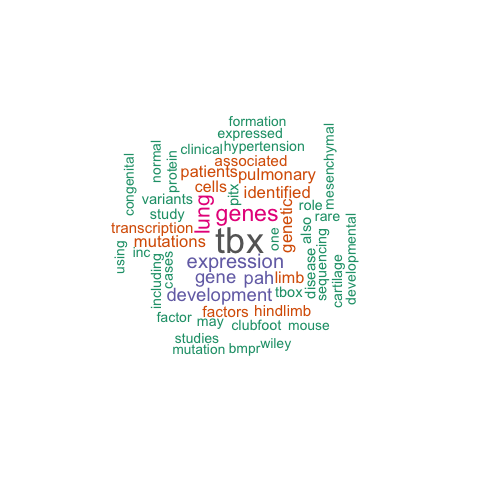 formation
expressed
clinical
hypertension
associated
patients
pulmonary
cells
pitx
identified
congenital
normal
protein
mesenchymal
variants
lung
genes
genetic
role
rare
study
transcription
mutations
tbx
one
also
using
inc
expression
disease
sequencing
developmental
including
cases
gene
pah
limb
cartilage
development
tbox
factors
hindlimb
factor
may
clubfoot
mouse
studies
mutation
bmpr
wiley